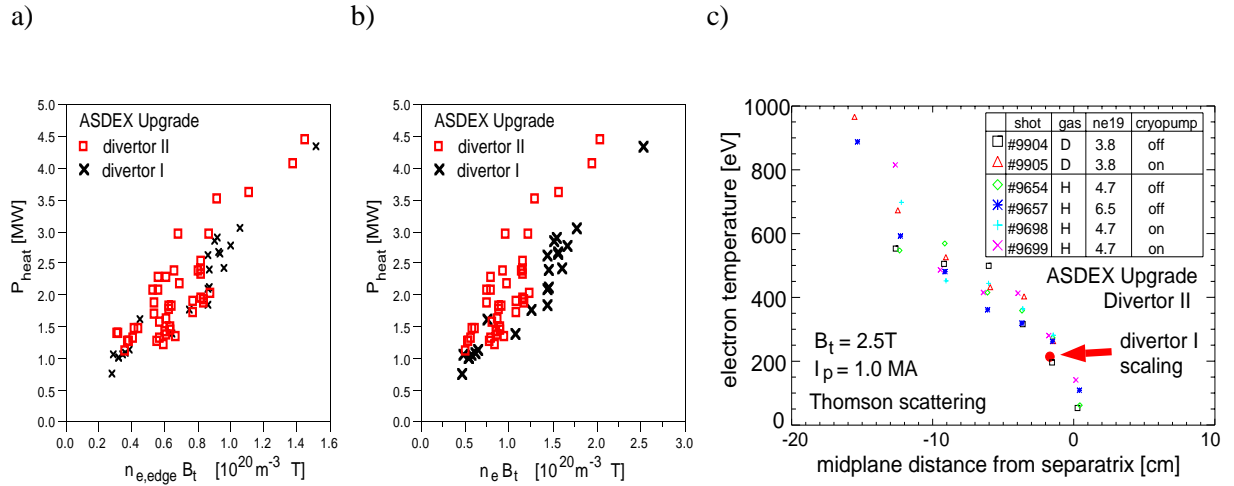 a)
b)
c)
5.0
4.5
4.0
3.5
3.0
2.5
2.0
1.5
1.0
0.5
0.0
P_heat [MW]
ASDEX Upgrade
divertor II
divertor I
0.0 0.2 0.4 0.6 0.8 1.0 1.2 1.4 1.6
n_e,edge B_t [10^20 m^-3 T]
5.0
4.5
4.0
3.5
3.0
2.5
2.0
1.5
1.0
0.5
0.0
P_heat [MW]
ASDEX Upgrade
divertor II
divertor I
0.0 0.5 1.0 1.5 2.0 2.5 3.0
n_e B_t [10^20 m^-3 T]
1000
800
600
400
200
0
electron temperature [eV]
shot gas ne19 cryopump
#9904 D 3.8 off
#9905 D 3.8 on
#9654 H 4.7 off
#9657 H 6.5 off
#9698 H 4.7 on
#9699 H 4.7 on
ASDEX Upgrade
Divertor II
divertor I
scaling
B_t = 2.5T
I_p = 1.0 MA
Thomson scattering
-20 -10 0 10
midplane distance from separatrix [cm]